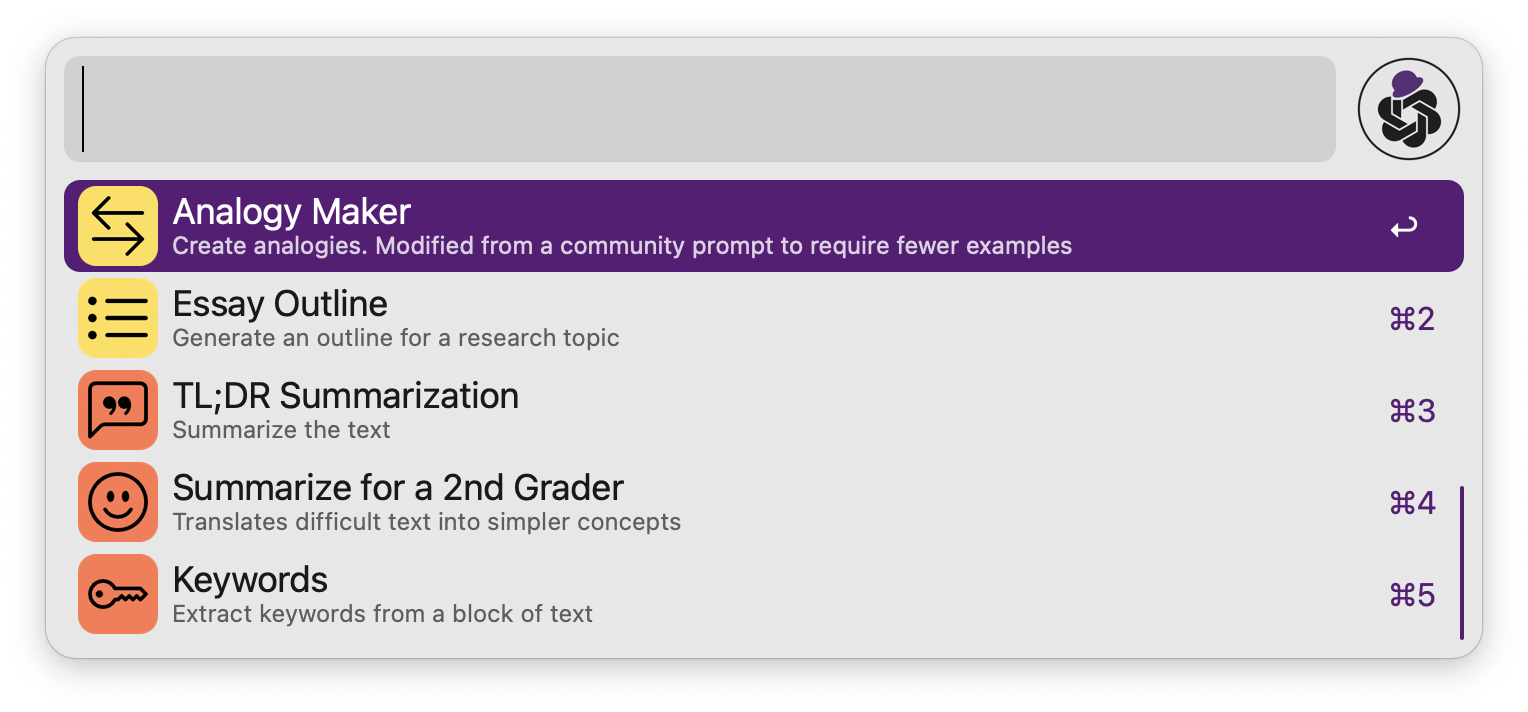 Analogy Maker
Create analogies. Modified from a community prompt to require fewer examples
Essay Outline
Generate an outline for a research topic
⌘2
TL;DR Summarization
Summarize the text
⌘3
Summarize for a 2nd Grader
Translates difficult text into simpler concepts
⌘4
Keywords
Extract keywords from a block of text
⌘5